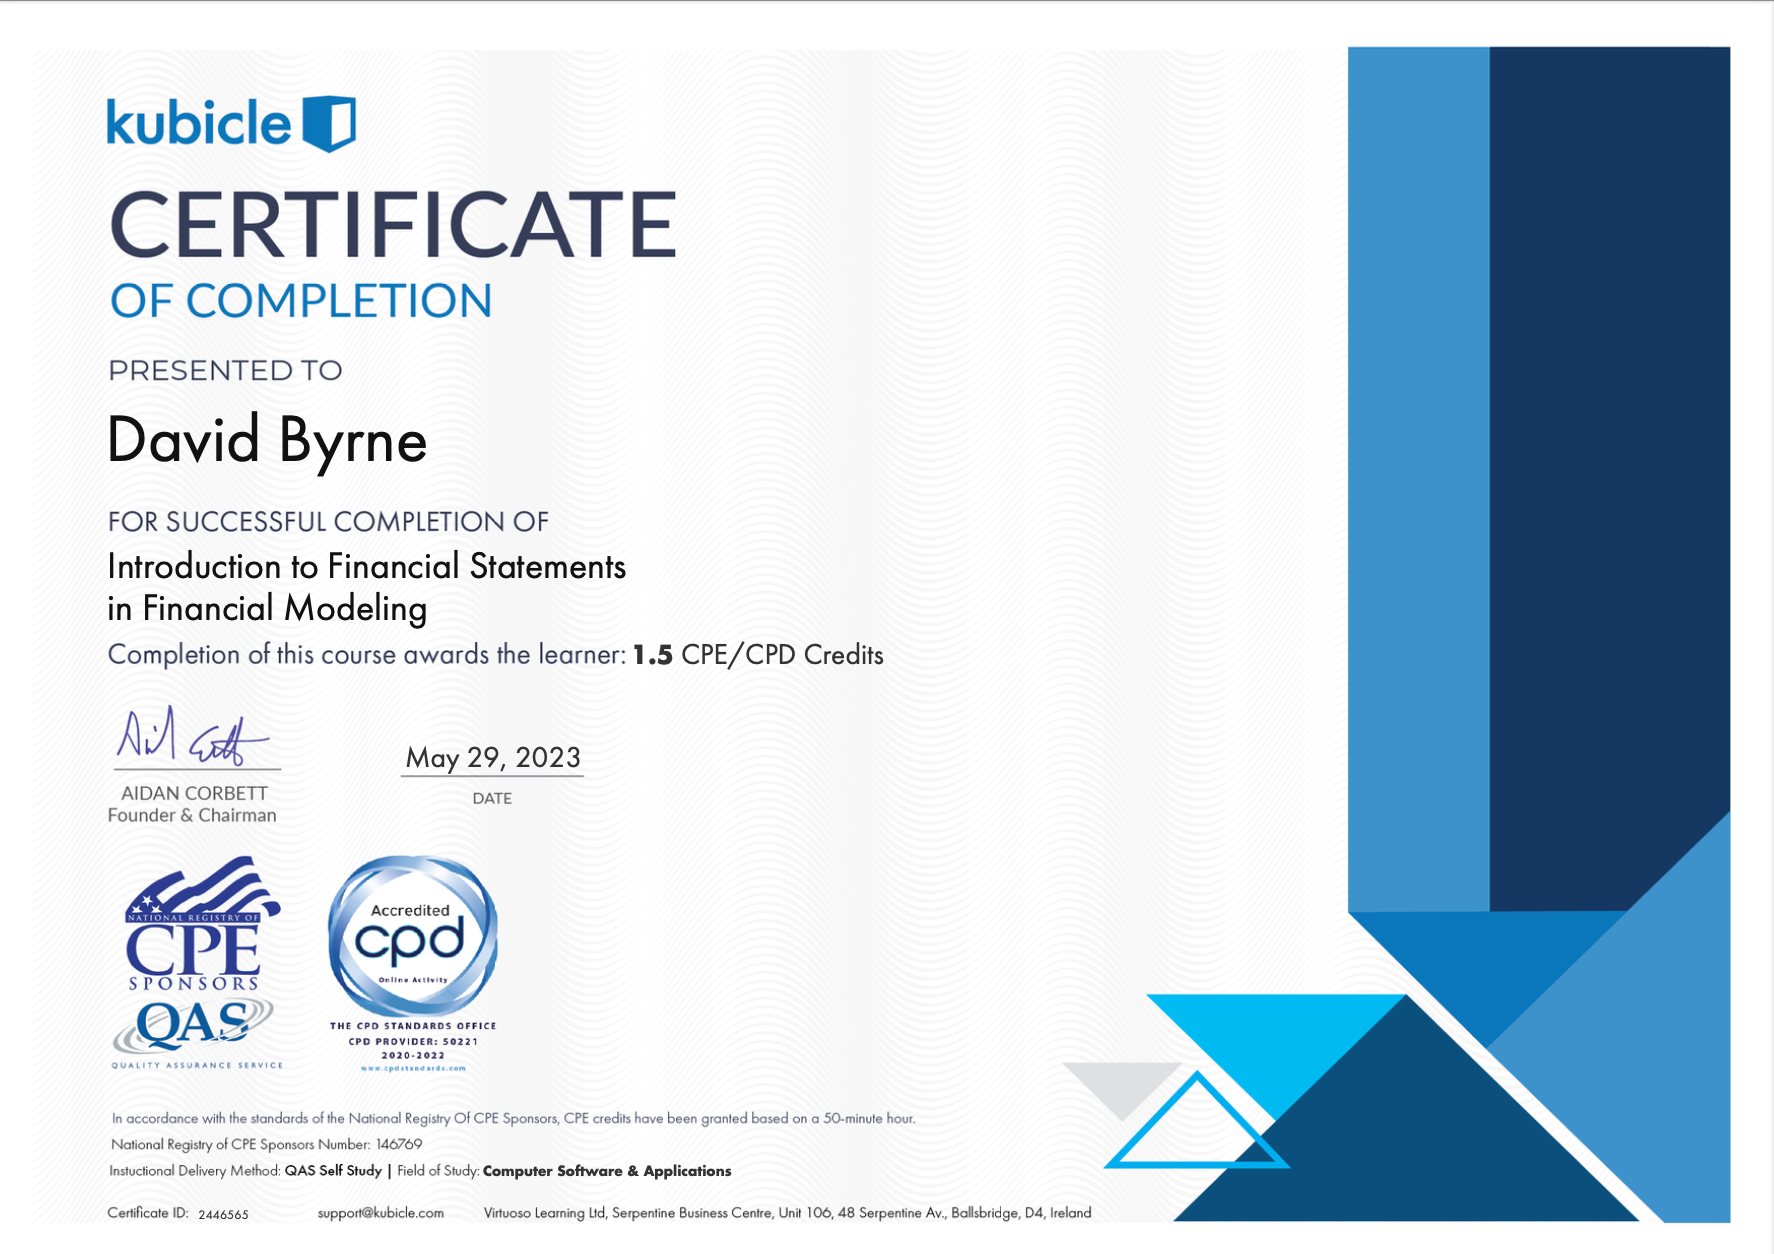 kubicle
CERTIFICATE
OF COMPLETION
PRESENTED TO
David Byrne
FOR SUCCESSFUL COMPLETION OF
Introduction to Financial Statements
in Financial Modeling
Completion of this course awards the learner: 1.5 CPE/CPD Credits
May 29, 2023
AIDAN CORBETT
Founder & Chairman
DATE
NATIONAL REGISTRY OF
CPE
SPONSORS
QAS
QUALITY ASSURANCE SERVICE
Accredited
cpd
Online Activity
THE CPD STANDARDS OFFICE
CPD PROVIDER: 50221
2020-2022
www.cpdstandards.com
In accordance with the standards of the National Registry Of CPE Sponsors, CPE credits have been granted based on a 50-minute hour.
National Registry of CPE Sponsors Number: 146769
Instuctional Delivery Method: QAS Self Study | Field of Study: Computer Software & Applications
Certificate ID: 2446565 support@kubicle.com Virtuoso Learning Ltd, Serpentine Business Centre, Unit 106, 48 Serpentine Av., Ballsbridge, D4, Ireland